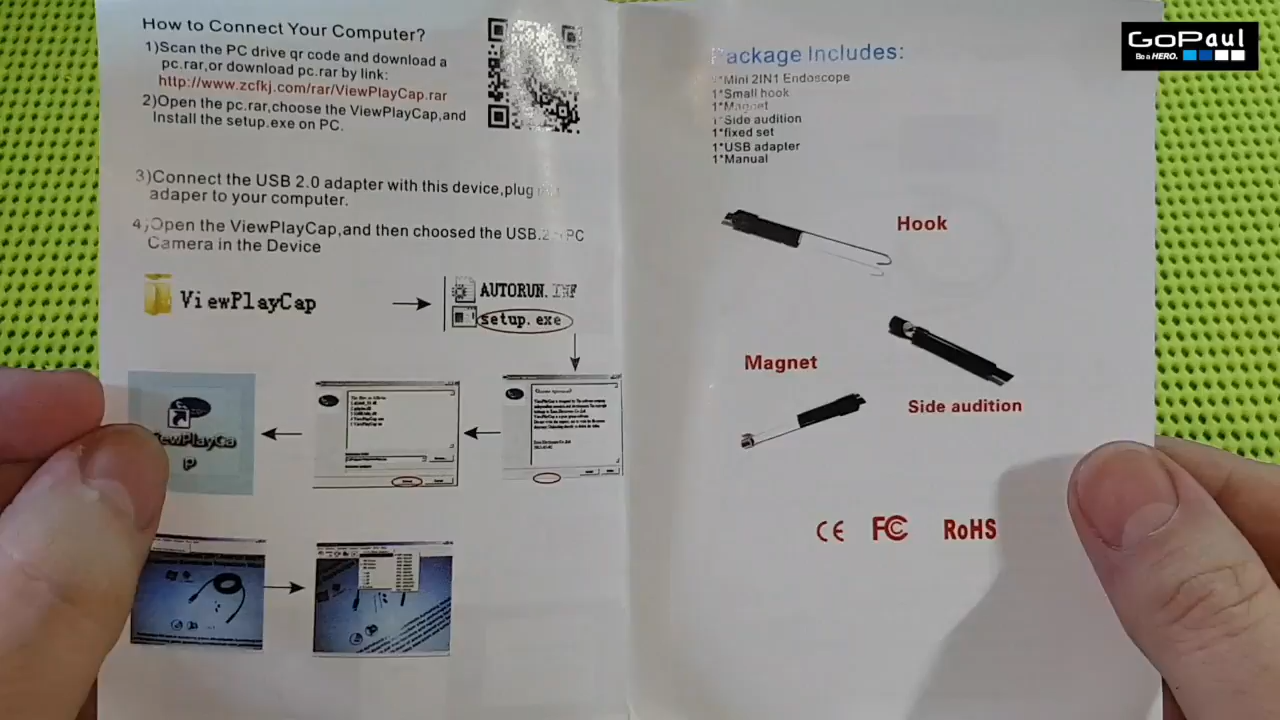 How to Connect Your Computer?
1)Scan the PC drive qr code and download a
pc.rar,or download pc.rar by link:
http://www.zcfkj.com/rar/ViewPlayCap.rar
2)Open the pc.rar,choose the ViewPlayCap,and
Install the setup.exe on PC.
3)Connect the USB 2.0 adapter with this device,plug
adaper to your computer.
4)Open the ViewPlayCap,and then choosed the USB.2 PC
Camera in the Device
ViewPlayCap
AUTORUN.INF
setup.exe
ViewPlayCa
p
GoPaul
Be a HERO.
Package Includes:
1*Mini 2IN1 Endoscope
1*Small hook
1*Magnet
1*Side audition
1*fixed set
1*USB adapter
1*Manual
Hook
Magnet
Side audition
CE FC RoHS